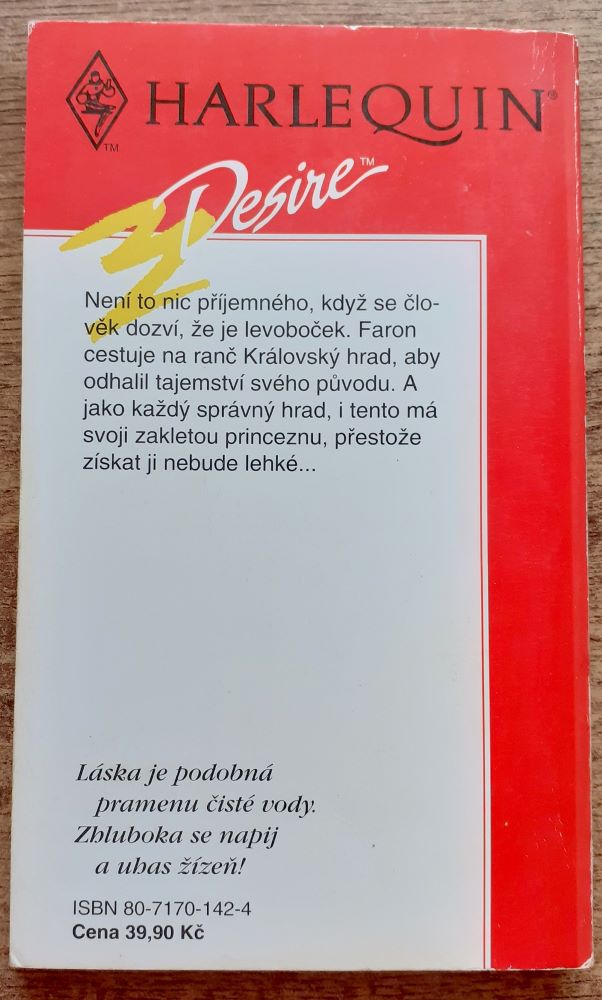 HARLEQUIN®
TM
Desire™
Není to nic příjemného, když se člo-
věk dozví, že je levoboček. Faron
cestuje na ranč Královský hrad, aby
odhalil tajemství svého původu. A
jako každý správný hrad, i tento má
svoji zakletou princeznu, přestože
získat ji nebude lehké...
Láska je podobná
pramenu čisté vody.
Zhluboka se napij
a uhas žízeň!
ISBN 80-7170-142-4
Cena 39,90 Kč